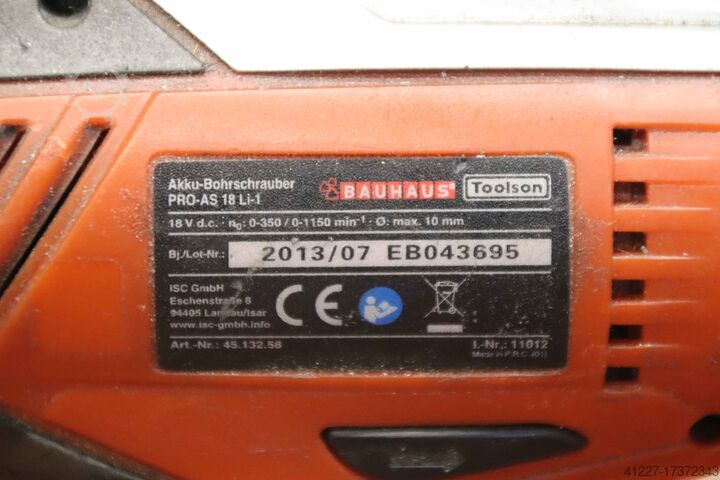 Akku-Bohrschrauber
PRO-AS 18 Li-1
BAUHAUS®
Toolson
18 V d.c. · n₀: 0-350 / 0-1150 min⁻¹ · Ø: max. 10 mm
Bj./Lot-Nr.: 2013/07 EB043695
ISC GmbH
Eschenstraße 6
94405 Landau/Isar
www.isc-gmbh.info
CE
Art.-Nr.: 45.132.58
I.-Nr.: 11012
Made in P.R.C. (01)
41227-17372343